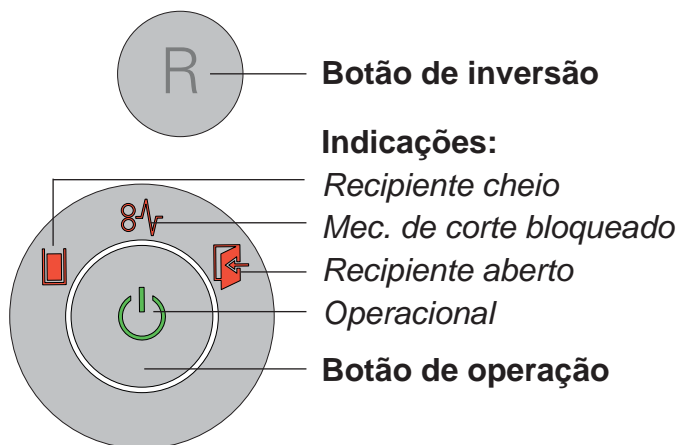 R
Botão de inversão
Indicações:
Recipiente cheio
Mec. de corte bloqueado
Recipiente aberto
Operacional
Botão de operação